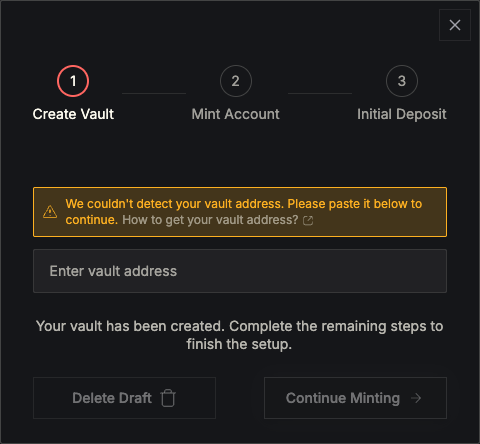 1
2
3
Create Vault
Mint Account
Initial Deposit
We couldn't detect your vault address. Please paste it below to
continue. How to get your vault address?
Enter vault address
Your vault has been created. Complete the remaining steps to
finish the setup.
Delete Draft
Continue Minting